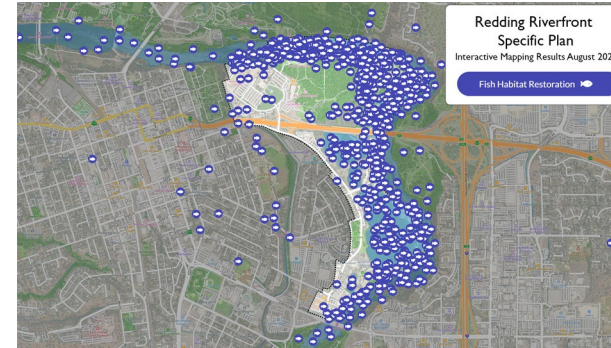 Redding Riverfront
Specific Plan
Interactive Mapping Results August 202
Fish Habitat Restoration